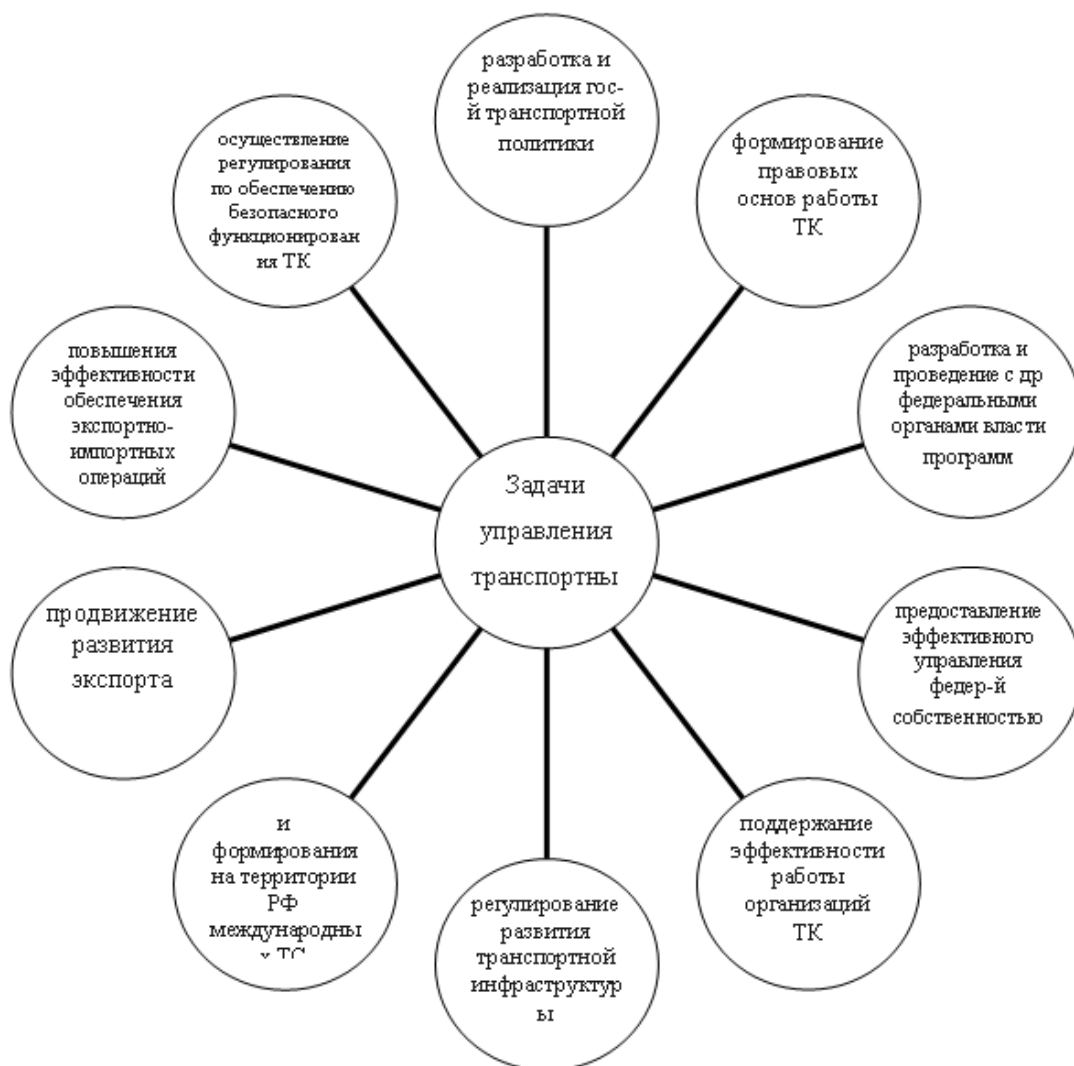 разработка и
реализация гос-
й транспортной
политики
формирование
правовых
основ работы
ТК
разработка и
проведение с др
федеральными
органами власти
программ
предоставление
эффективного
управления
федер-й
собственностью
поддержание
эффективности
работы
организаций
ТК
регулирование
развития
транспортной
инфраструктур
ы
и
формирования
на территории
РФ
международны
х ТС
продвижение
развития
экспорта
повышения
эффективности
обеспечения
экспортно-
импортных
операций
осуществление
регулирования
по обеспечению
безопасного
функционирован
ия ТК
Задачи
управления
транспортны